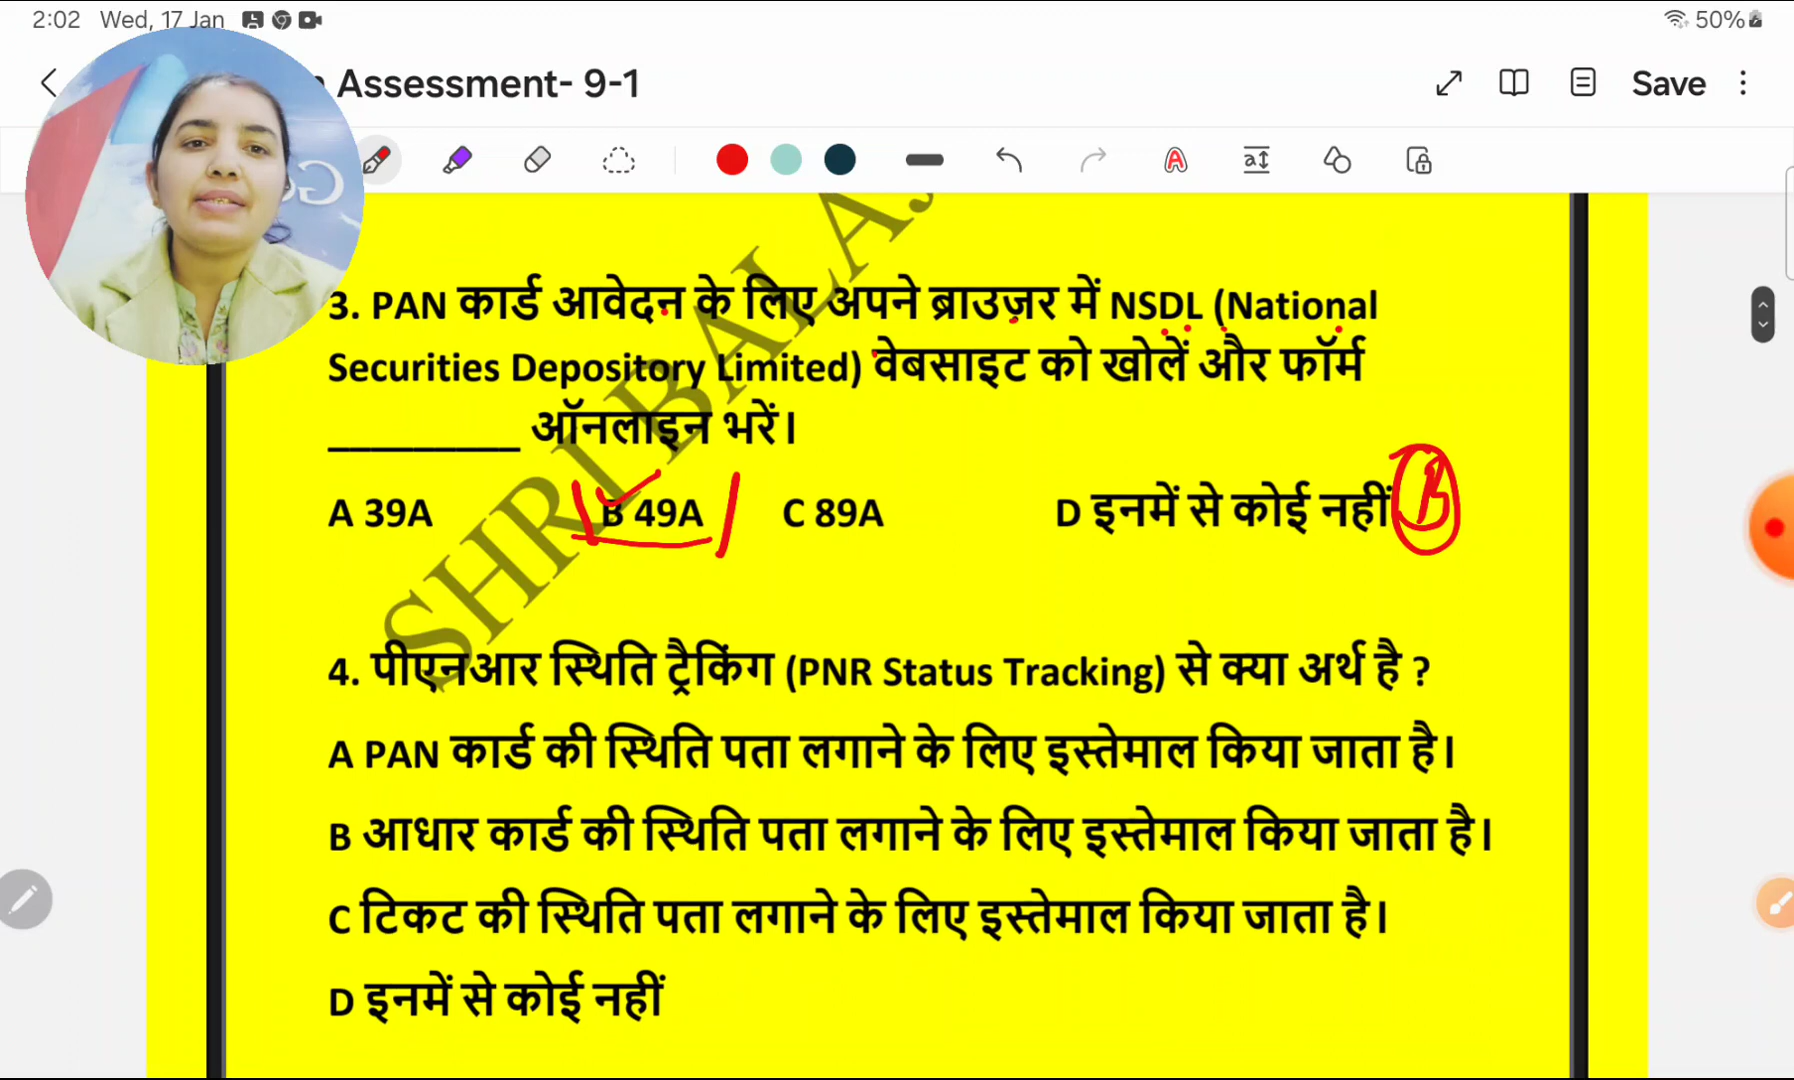 2:02 Wed, 17 Jan
50%
Assessment- 9-1
Save
SHRI BALAJ
3. PAN कार्ड आवेदन के लिए अपने ब्राउज़र में NSDL (National
Securities Depository Limited) वेबसाइट को खोलें और फॉर्म
_________ ऑनलाइन भरें।
A 39A B 49A C 89A D इनमें से कोई नहीं B
4. पीएनआर स्थिति ट्रैकिंग (PNR Status Tracking) से क्या अर्थ है ?
A PAN कार्ड की स्थिति पता लगाने के लिए इस्तेमाल किया जाता है।
B आधार कार्ड की स्थिति पता लगाने के लिए इस्तेमाल किया जाता है।
C टिकट की स्थिति पता लगाने के लिए इस्तेमाल किया जाता है।
D इनमें से कोई नहीं